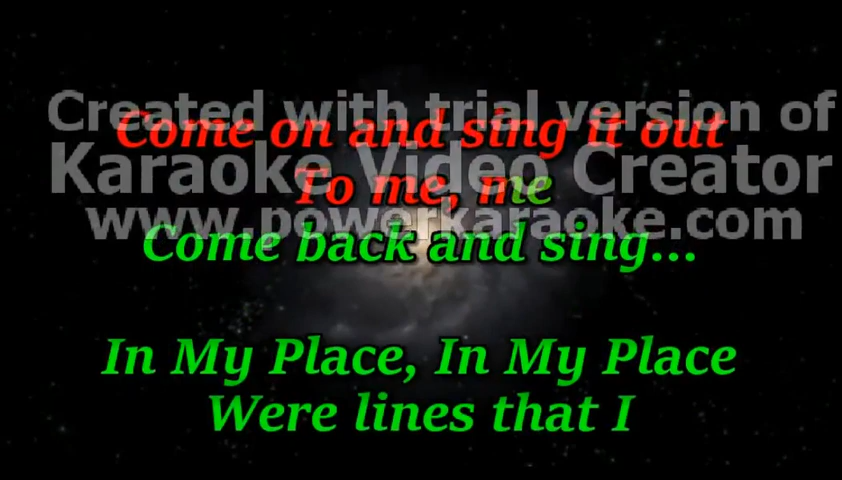 Created with trial version of
Come on and sing it out
Karaoke Video Creator
To me, me
www.powerkaraoke.com
Come back and sing...
In My Place, In My Place
Were lines that I